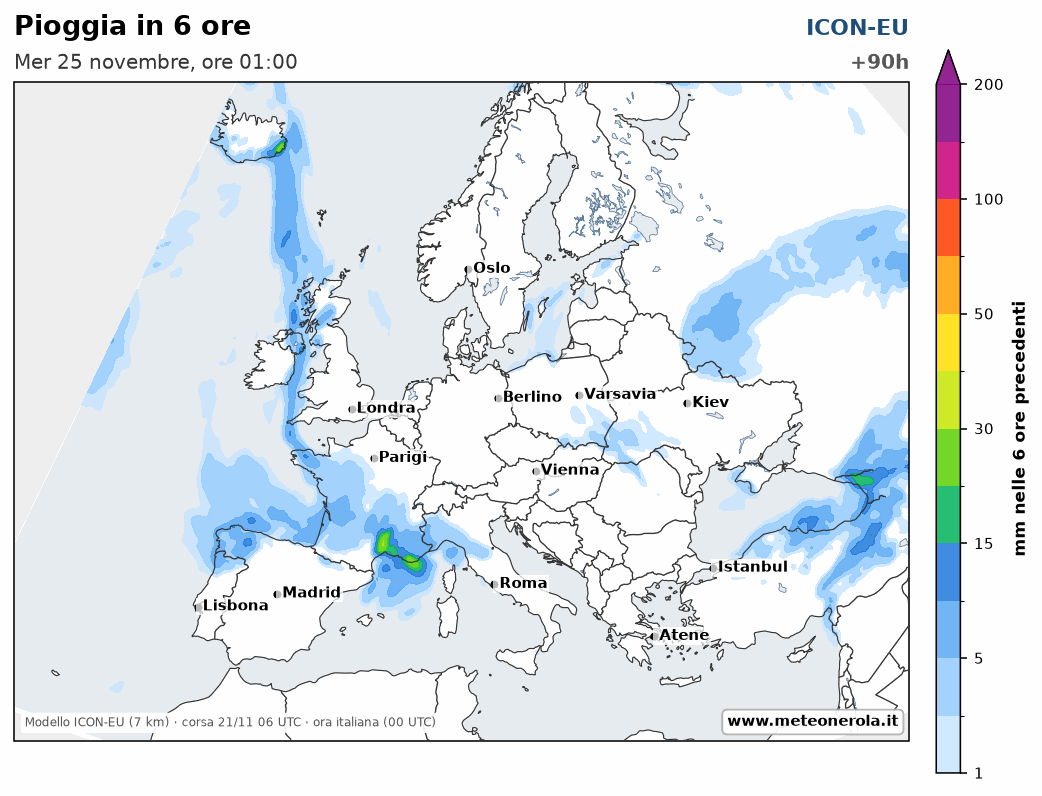 Pioggia in 6 ore
ICON-EU
Mer 25 novembre, ore 01:00
+90h
200
100
50
30
15
5
1
mm nelle 6 ore precedenti
Oslo
Berlino
Varsavia
Kiev
Londra
Parigi
Vienna
Istanbul
Roma
Madrid
Lisbona
Atene
Modello ICON-EU (7 km) · corsa 21/11 06 UTC · ora italiana (00 UTC)
www.meteonerola.it